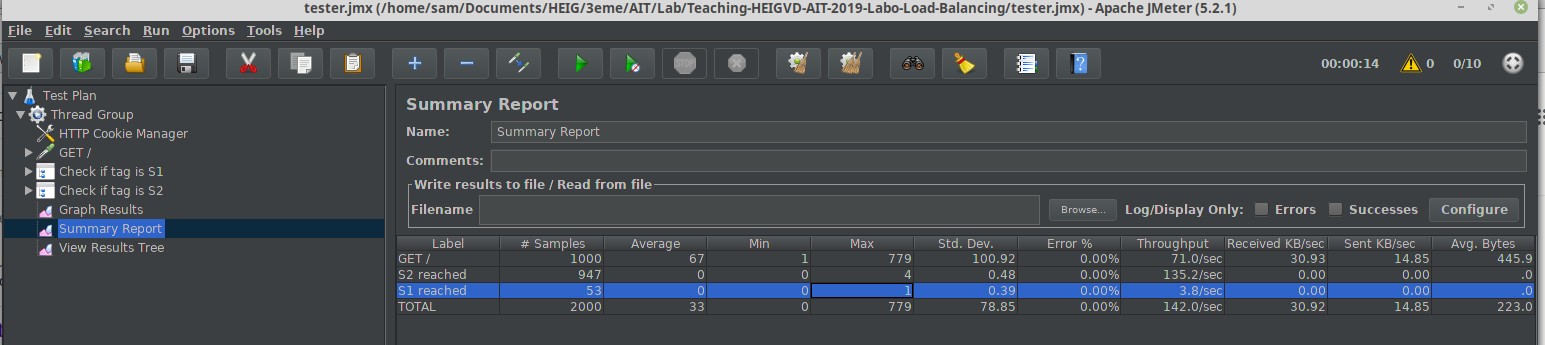 tester.jmx (/home/sam/Documents/HEIG/3eme/AIT/Lab/Teaching-HEIGVD-AIT-2019-Labo-Load-Balancing/tester.jmx) - Apache JMeter (5.2.1)
File Edit Search Run Options Tools Help
00:00:14 0 0/10
Test Plan
Thread Group
HTTP Cookie Manager
GET /
Check if tag is S1
Check if tag is S2
Graph Results
Summary Report
View Results Tree
Summary Report
Name: Summary Report
Comments:
Write results to file / Read from file
Filename Browse... Log/Display Only: Errors Successes Configure
Label # Samples Average Min Max Std. Dev. Error % Throughput Received KB/sec Sent KB/sec Avg. Bytes
GET / 1000 67 1 779 100.92 0.00% 71.0/sec 30.93 14.85 445.9
S2 reached 947 0 0 4 0.48 0.00% 135.2/sec 0.00 0.00 .0
S1 reached 53 0 0 1 0.39 0.00% 3.8/sec 0.00 0.00 .0
TOTAL 2000 33 0 779 78.85 0.00% 142.0/sec 30.92 14.85 223.0